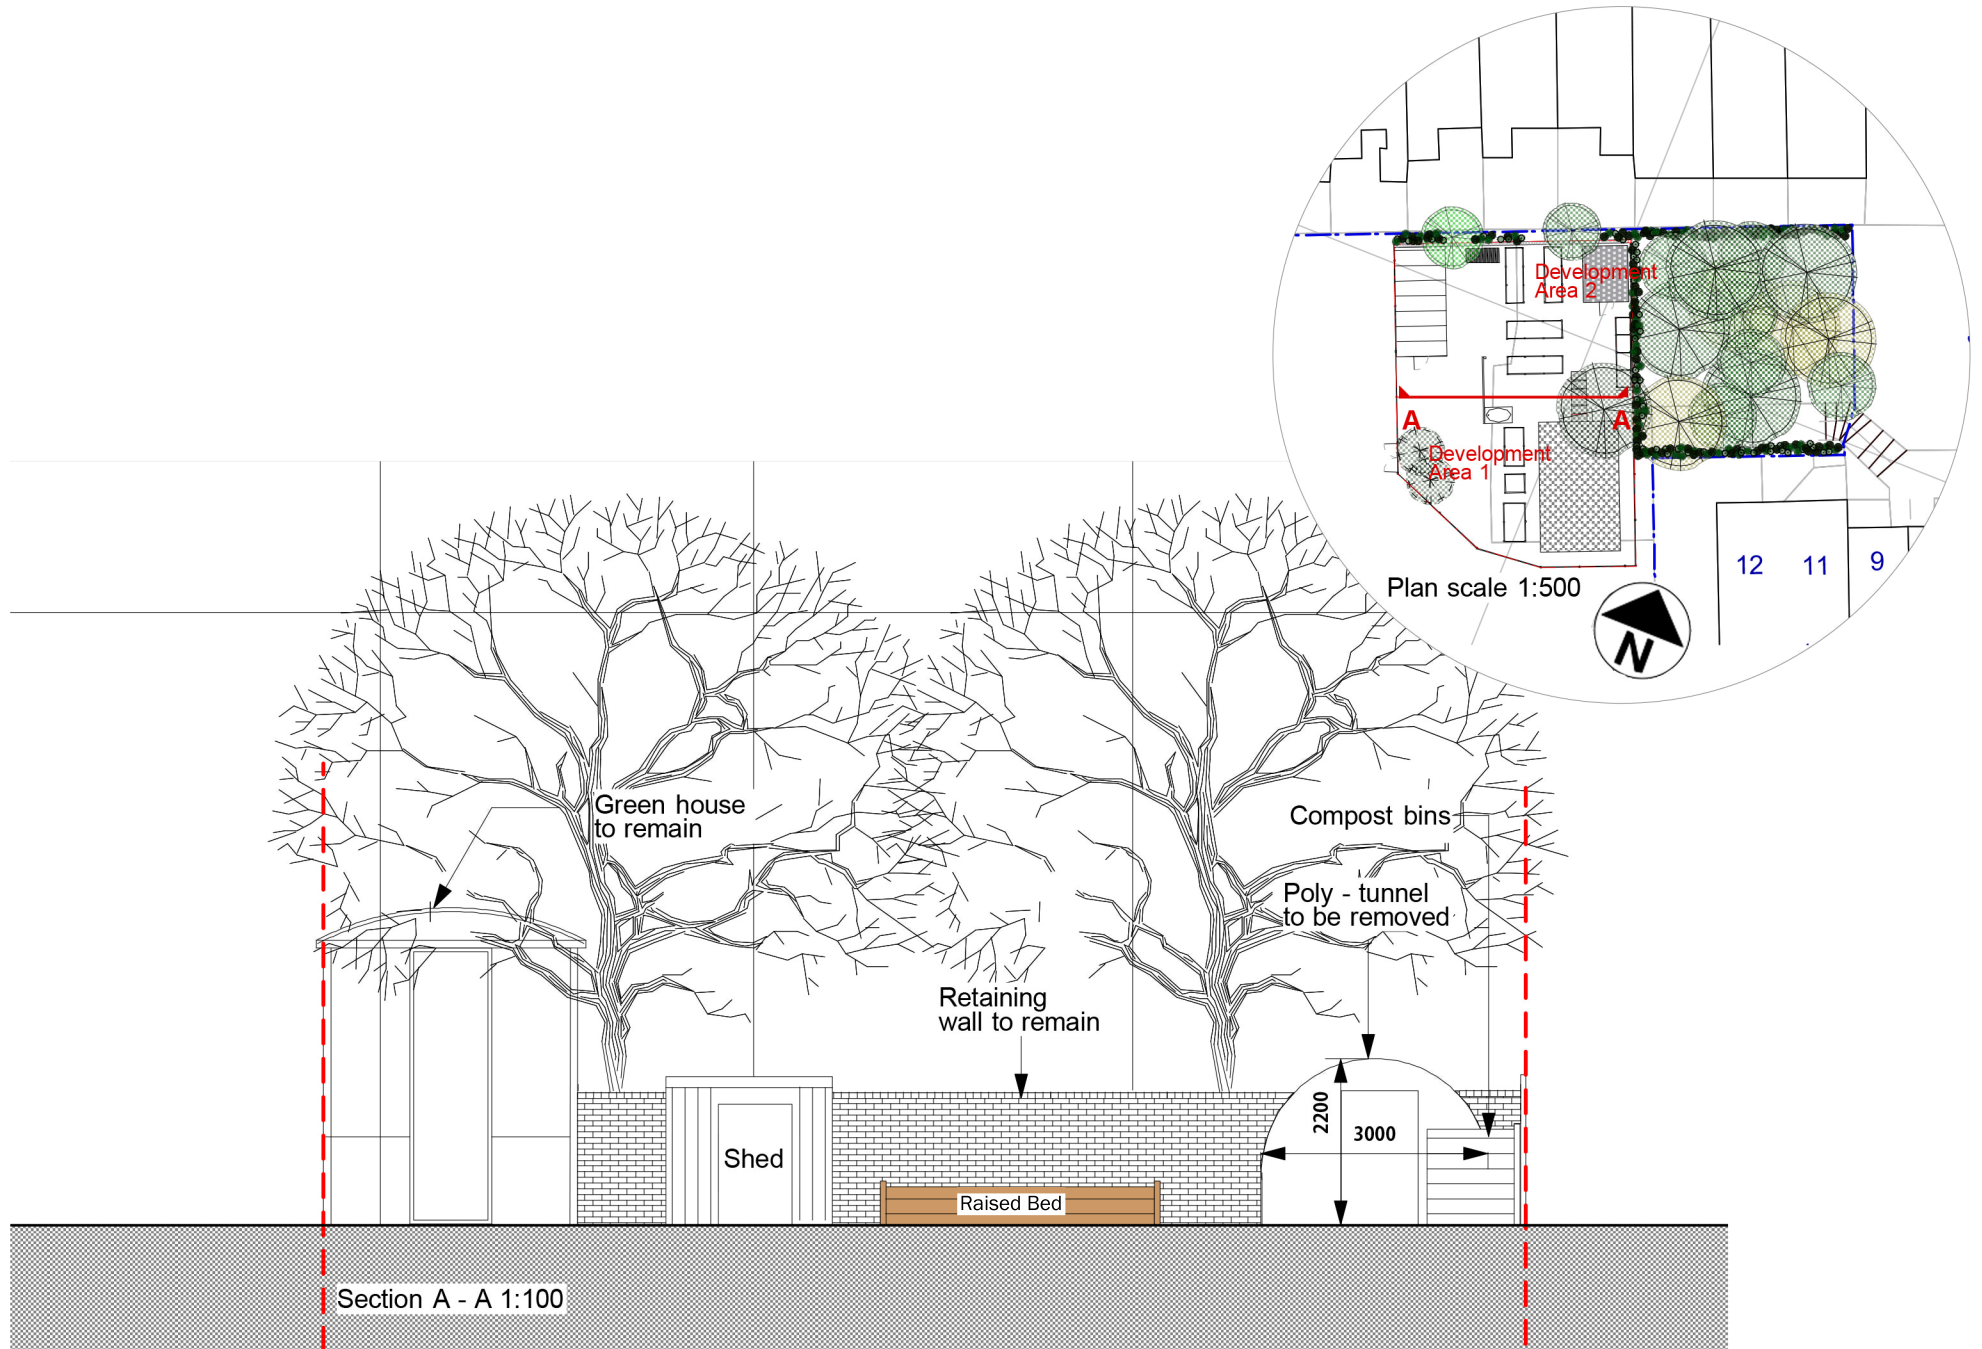 Development
Area 2
A
A
Development
Area 1
Plan scale 1:500
12
11
9
N
Green house
to remain
Compost bins
Poly - tunnel
to be removed
Retaining
wall to remain
2200
3000
Shed
Raised Bed
Section A - A 1:100